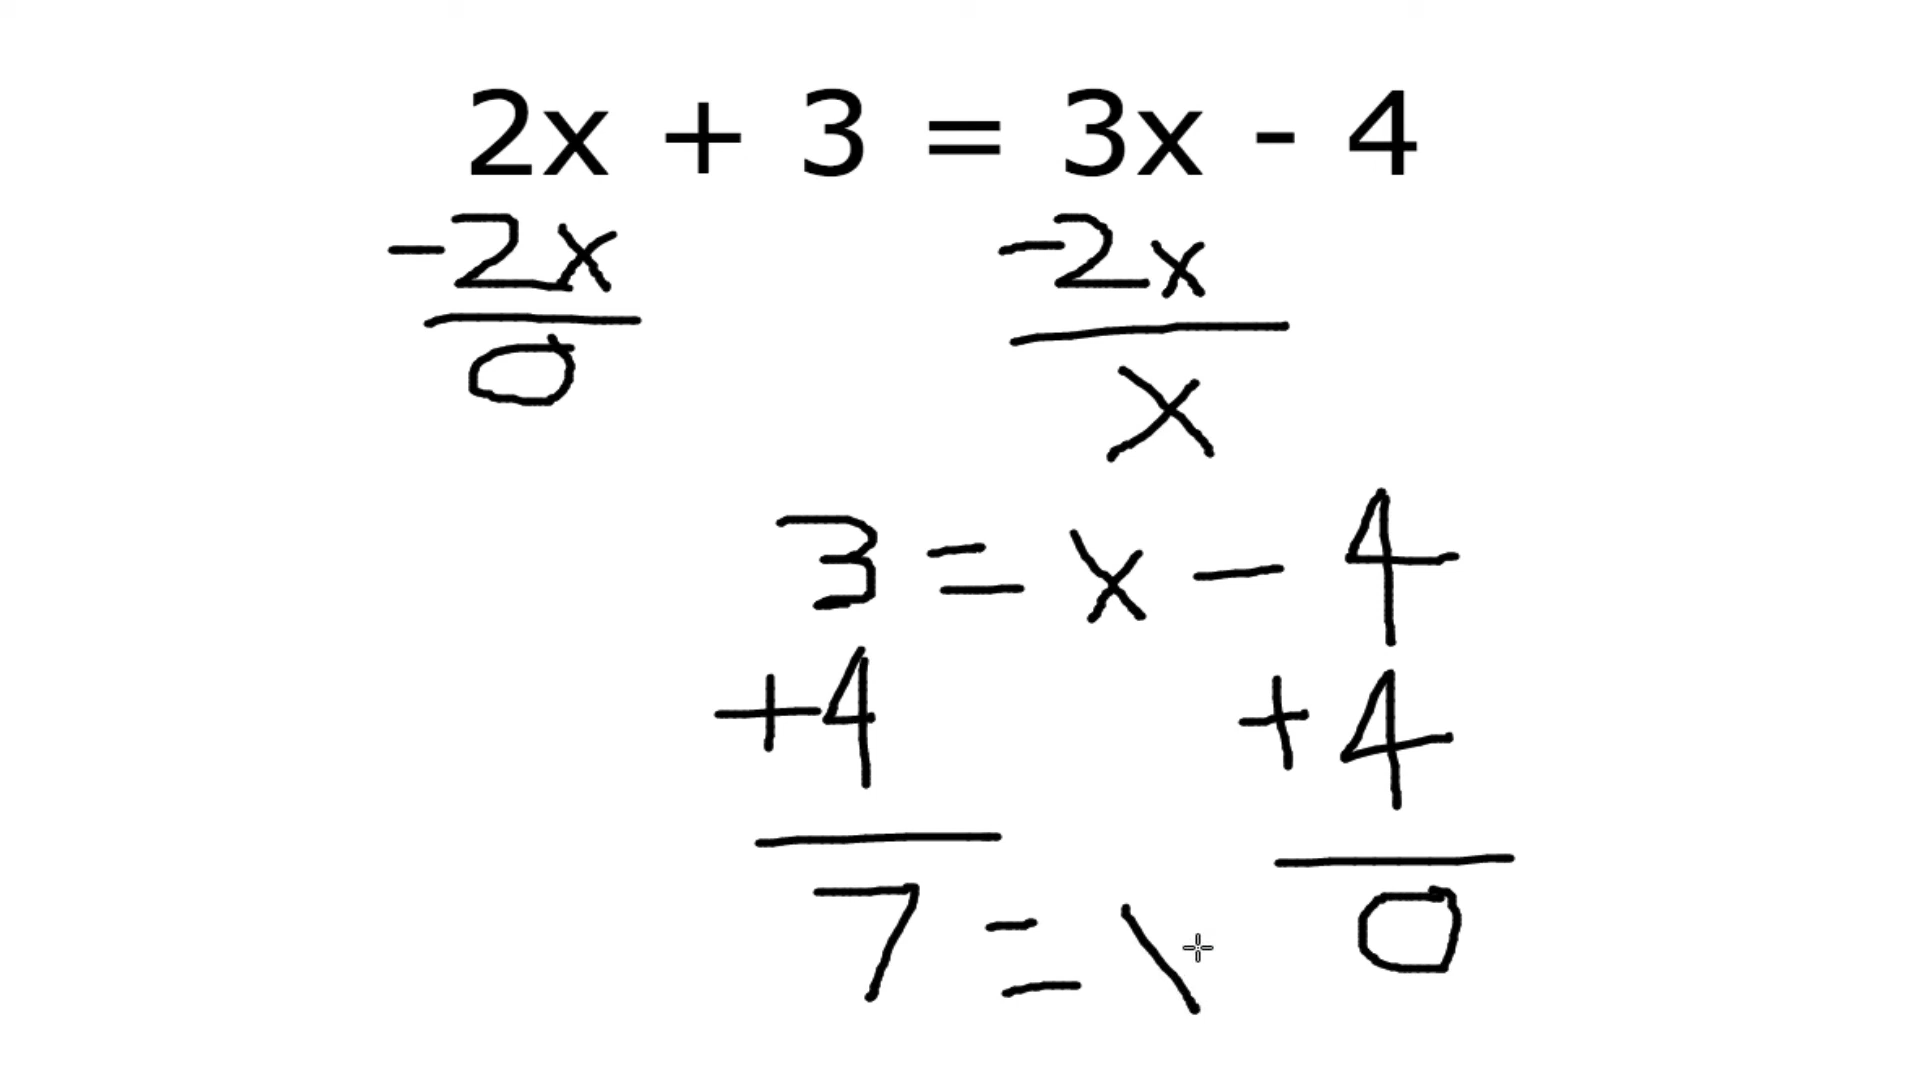 2x + 3 = 3x - 4
-2x -2x
0 x
3 = x - 4
+4 +4
7 = 0